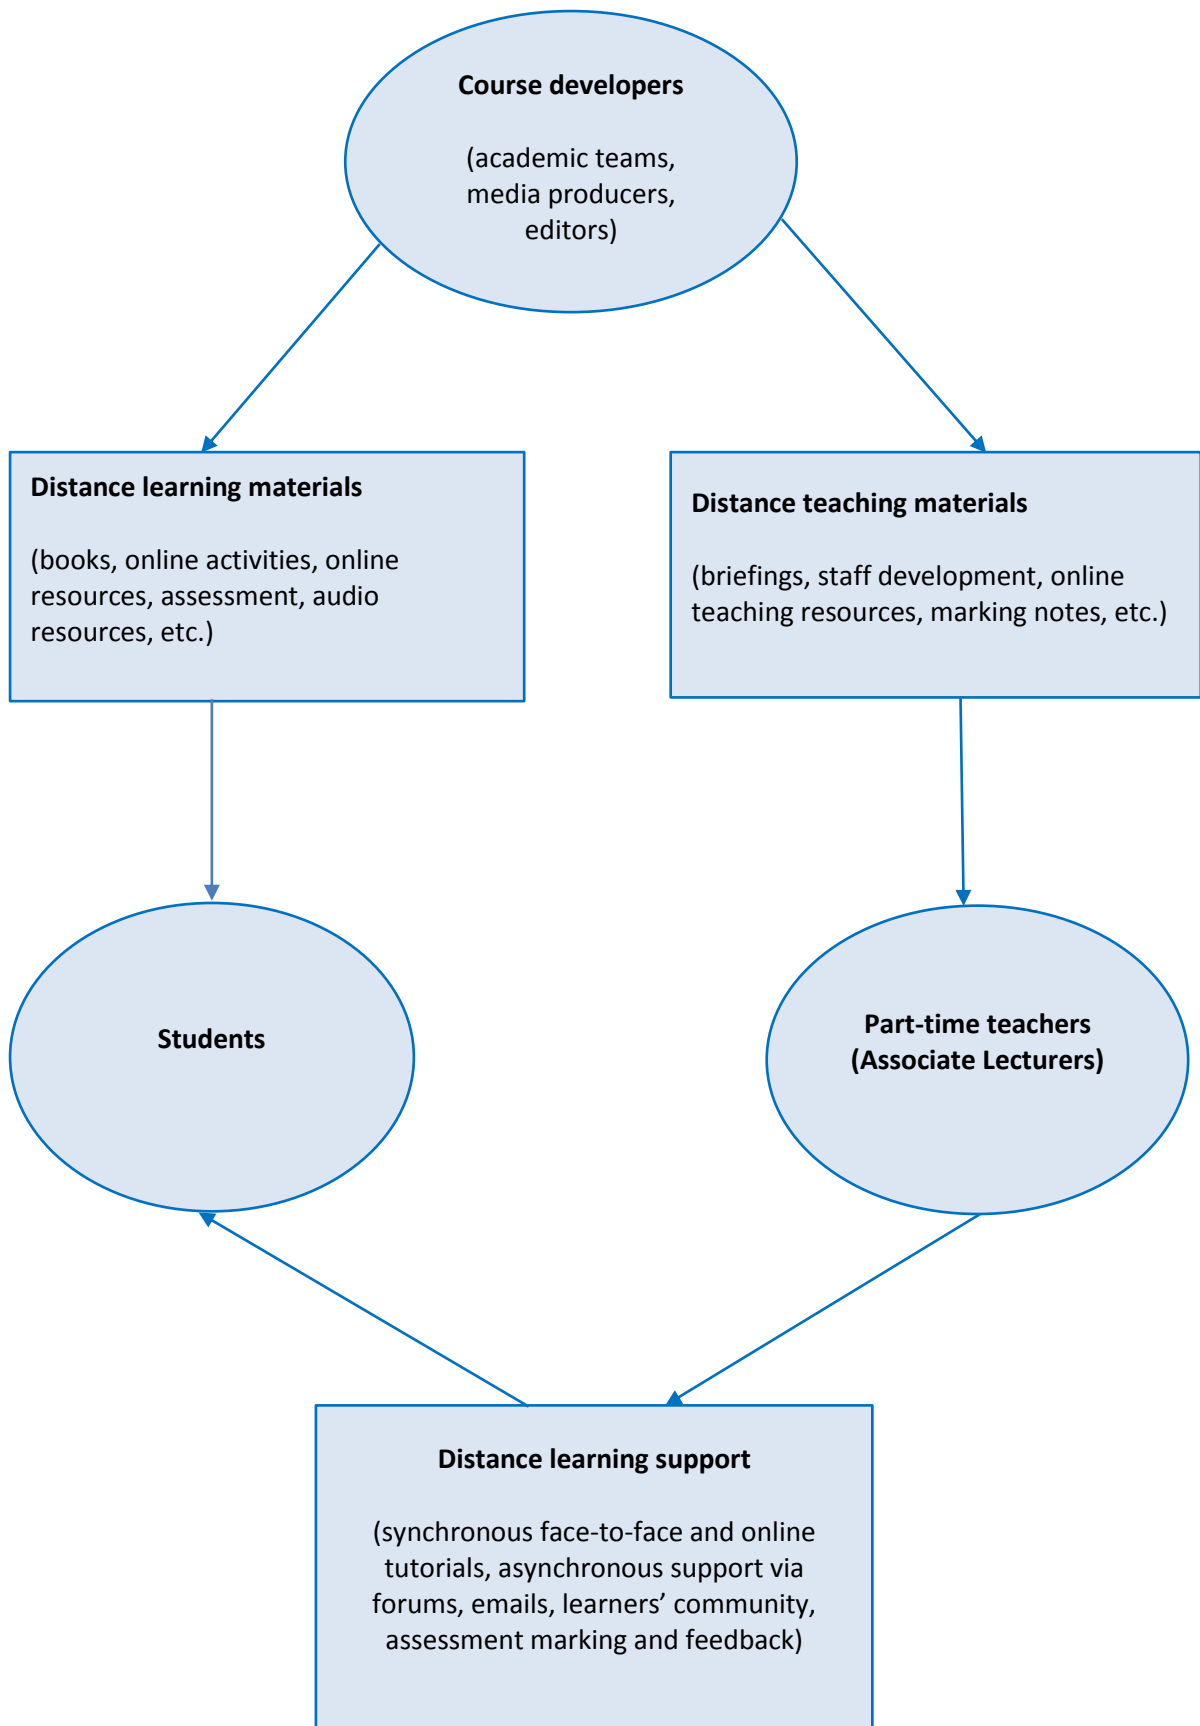 Course developers
(academic teams,
media producers,
editors)
Distance learning materials
(books, online activities, online
resources, assessment, audio
resources, etc.)
Distance teaching materials
(briefings, staff development, online
teaching resources, marking notes, etc.)
Students
Part-time teachers
(Associate Lecturers)
Distance learning support
(synchronous face-to-face and online
tutorials, asynchronous support via
forums, emails, learners’ community,
assessment marking and feedback)